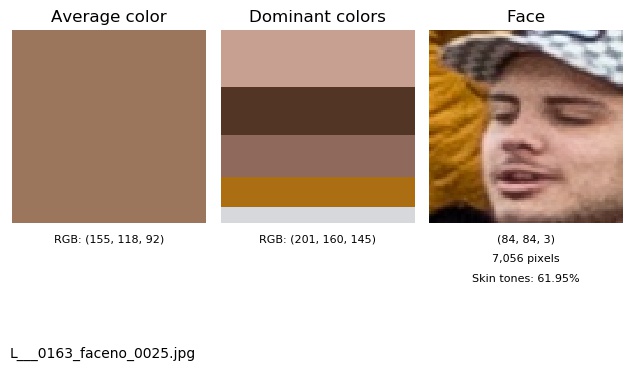 Average color
Dominant colors
Face
RGB: (155, 118, 92)
RGB: (201, 160, 145)
(84, 84, 3)
7,056 pixels
Skin tones: 61.95%
L___0163_faceno_0025.jpg